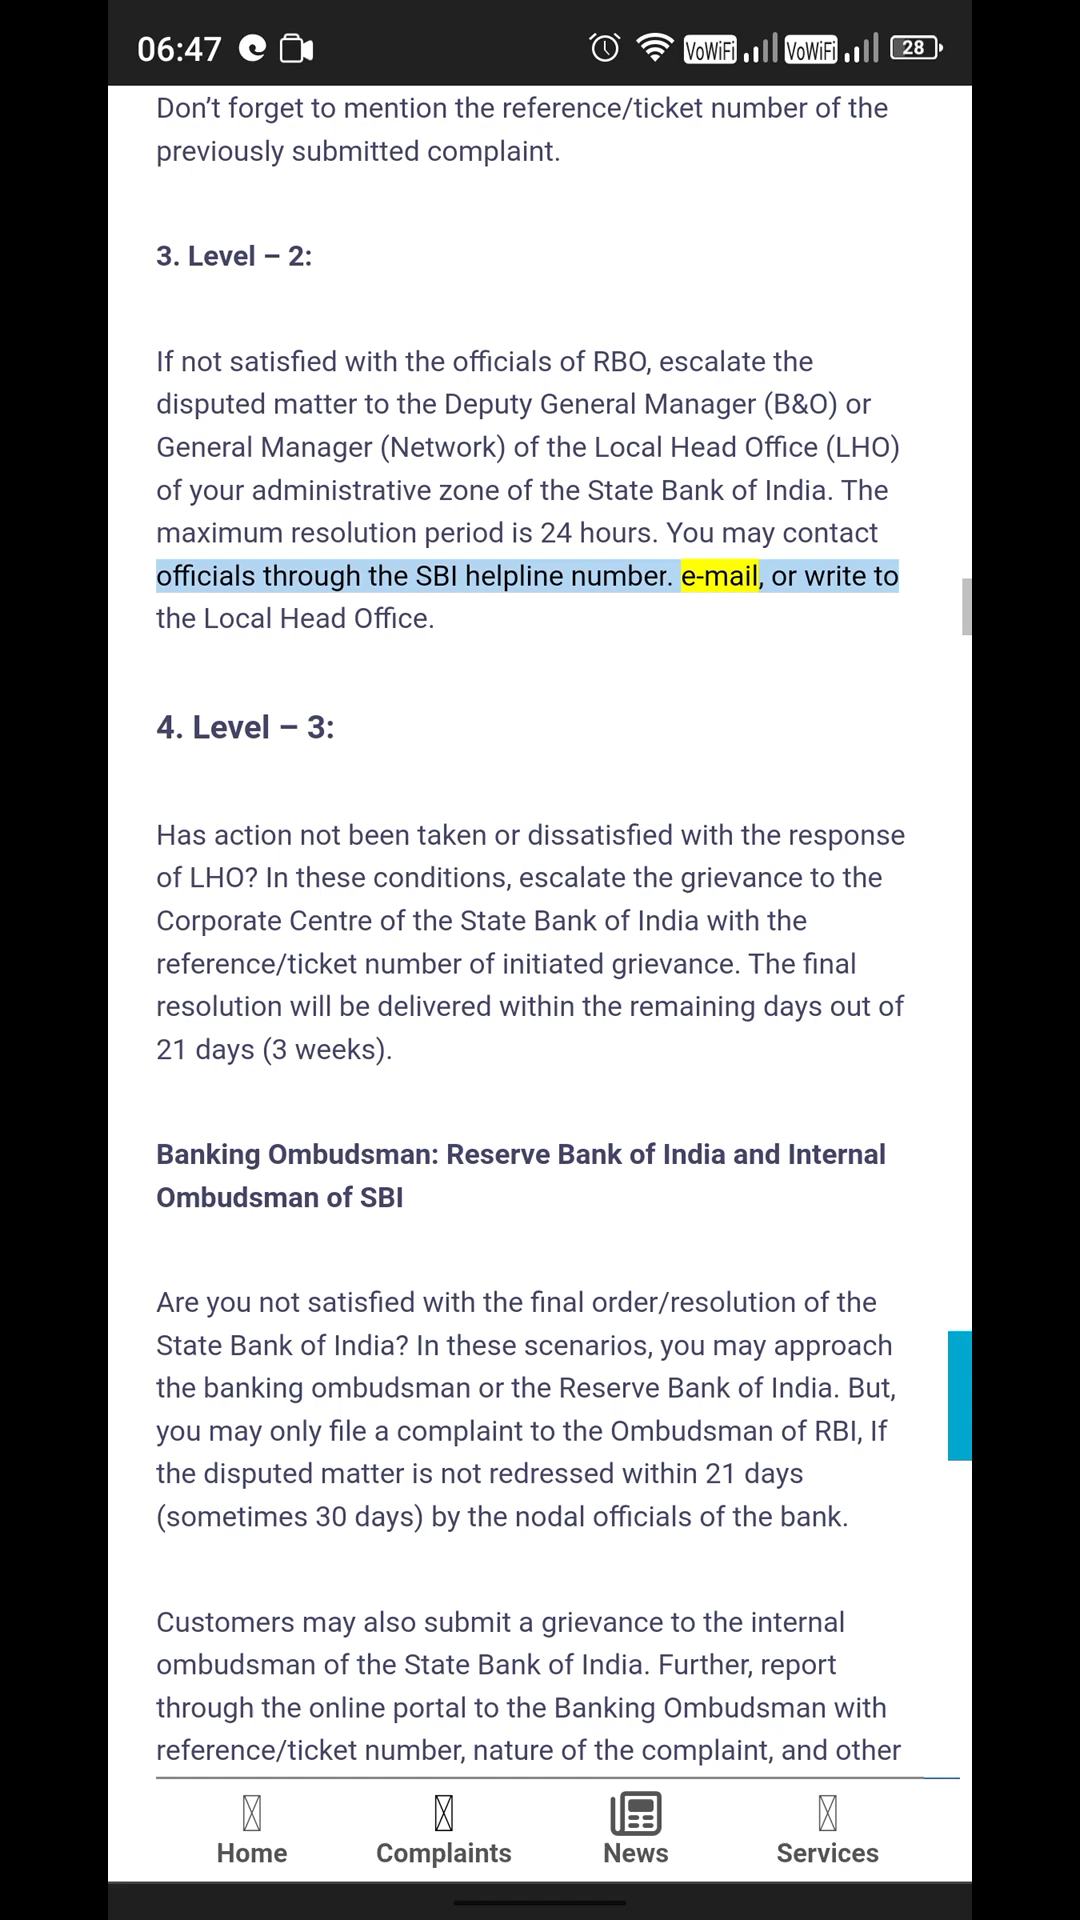 06:47
VoWiFi VoWiFi 28
Don’t forget to mention the reference/ticket number of the
previously submitted complaint.
3. Level – 2:
If not satisfied with the officials of RBO, escalate the
disputed matter to the Deputy General Manager (B&O) or
General Manager (Network) of the Local Head Office (LHO)
of your administrative zone of the State Bank of India. The
maximum resolution period is 24 hours. You may contact
officials through the SBI helpline number. e-mail, or write to
the Local Head Office.
4. Level – 3:
Has action not been taken or dissatisfied with the response
of LHO? In these conditions, escalate the grievance to the
Corporate Centre of the State Bank of India with the
reference/ticket number of initiated grievance. The final
resolution will be delivered within the remaining days out of
21 days (3 weeks).
Banking Ombudsman: Reserve Bank of India and Internal
Ombudsman of SBI
Are you not satisfied with the final order/resolution of the
State Bank of India? In these scenarios, you may approach
the banking ombudsman or the Reserve Bank of India. But,
you may only file a complaint to the Ombudsman of RBI, If
the disputed matter is not redressed within 21 days
(sometimes 30 days) by the nodal officials of the bank.
Customers may also submit a grievance to the internal
ombudsman of the State Bank of India. Further, report
through the online portal to the Banking Ombudsman with
reference/ticket number, nature of the complaint, and other
Home Complaints News Services